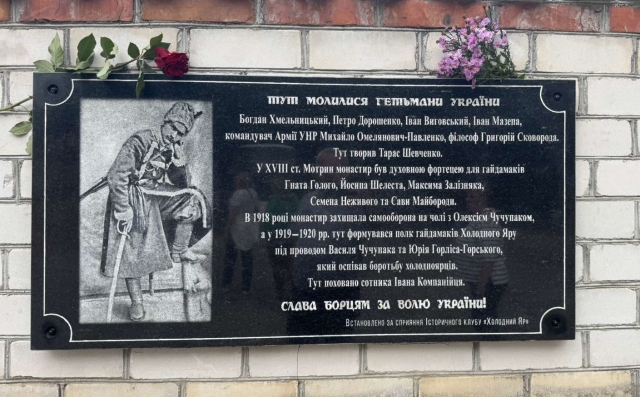 ТУТ МОЛИЛИСЯ ГЕТЬМАНИ УКРАЇНИ
Богдан Хмельницький, Петро Дорошенко, Іван Виговський, Іван Мазепа,
командувач Армії УНР Михайло Омелянович-Павленко, філософ Григорій Сковорода.
Тут творив Тарас Шевченко.
У XVIII ст. Мотрин монастир був духовною фортецею для гайдамаків
Гната Голого, Йосипа Шелеста, Максима Залізняка,
Семена Неживого та Сави Майбороди.
В 1918 році монастир захищала самооборона на чолі з Олексієм Чучупаком,
а у 1919—1920 рр. тут формувався полк гайдамаків Холодного Яру
під проводом Василя Чучупака та Юрія Горліса-Горського,
який оспівав боротьбу холодноярців.
Тут поховано сотника Івана Компанійця.
СЛАВА БОРЦЯМ ЗА ВОЛЮ УКРАЇНИ!
Встановлено за сприяння Історичного клубу «Холодний Яр»